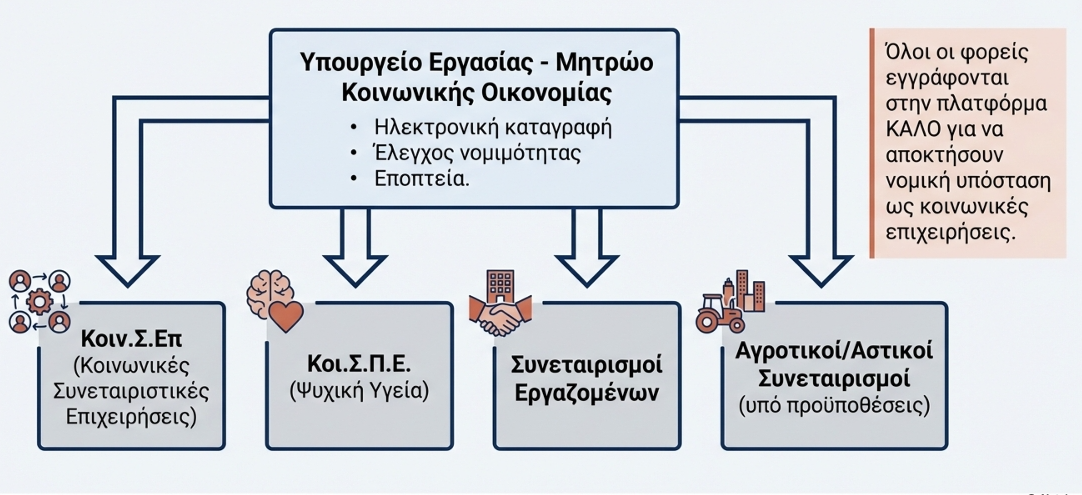 Υπουργείο Εργασίας - Μητρώο
Κοινωνικής Οικονομίας
• Ηλεκτρονική καταγραφή
• Έλεγχος νομιμότητας
• Εποπτεία.
Όλοι οι φορείς
εγγράφονται
στην πλατφόρμα
ΚΑΛΟ για να
αποκτήσουν
νομική υπόσταση
ως κοινωνικές
επιχειρήσεις.
Κοιν.Σ.Επ
(Κοινωνικές
Συνεταιριστικές
Επιχειρήσεις)
Κοι.Σ.Π.Ε.
(Ψυχική Υγεία)
Συνεταιρισμοί
Εργαζομένων
Αγροτικοί/Αστικοί
Συνεταιρισμοί
(υπό προϋποθέσεις)